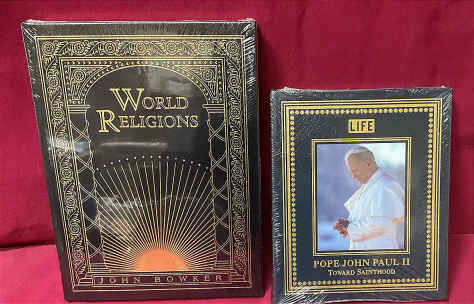 WORLD
RELIGIONS
JOHN BOWKER
LIFE
POPE JOHN PAUL II
TOWARD SAINTHOOD